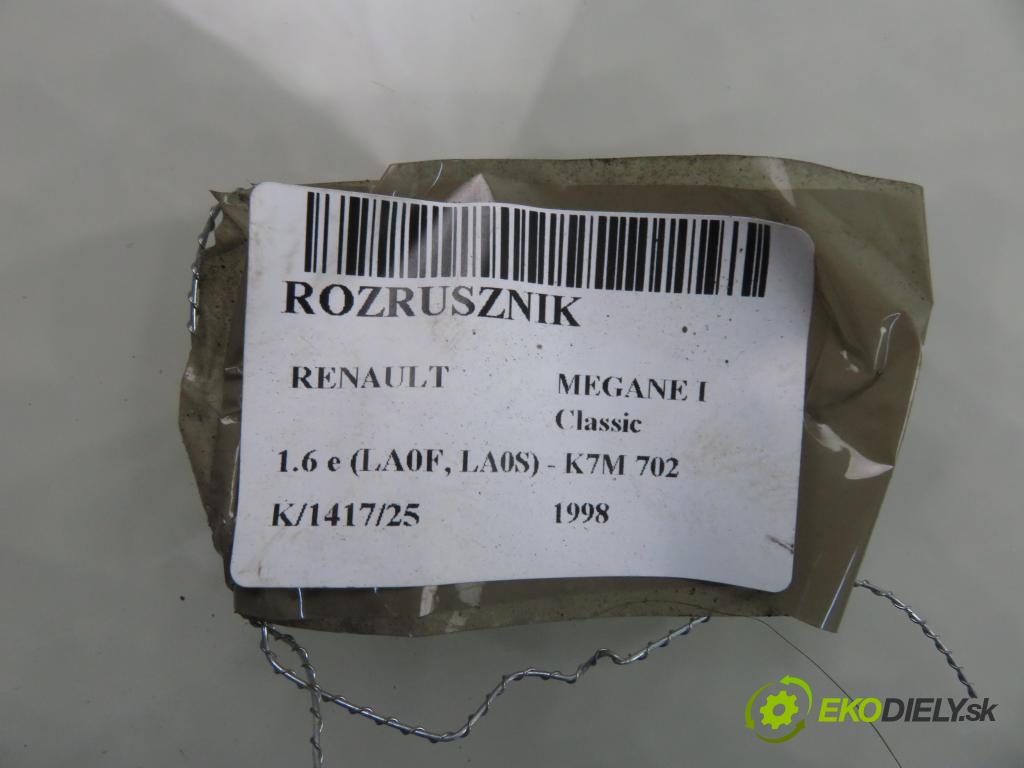 ROZRUSZNIK
RENAULT MEGANE I
Classic
1.6 e (LA0F, LA0S) - K7M 702
K/1417/25 1998
EKODIELY.sk